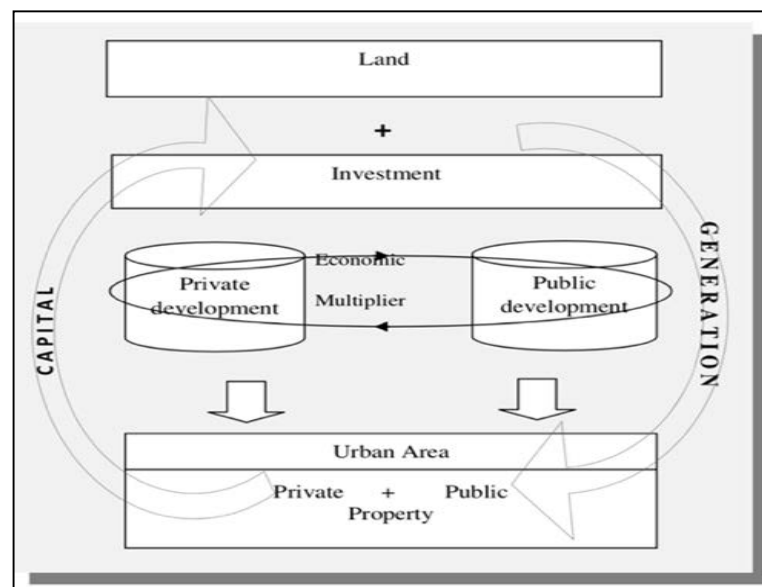 Land
+
Investment
Economic
Multiplier
Private
development
Public
development
CAPITAL
GENERATION
Urban Area
Private + Public
Property